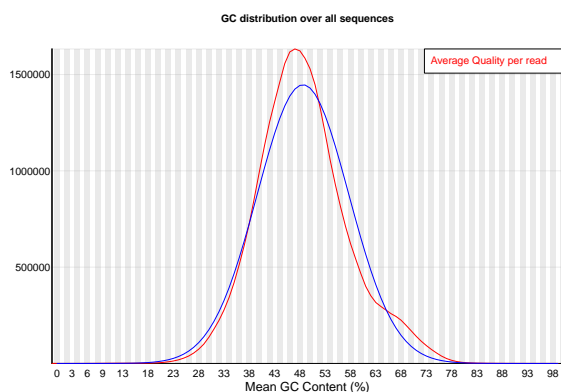 GC distribution over all sequences
Average Quality per read
1500000
1000000
500000
0 3 6 9 13 18 23 28 33 38 43 48 53 58 63 68 73 78 83 88 93 98
Mean GC Content (%)